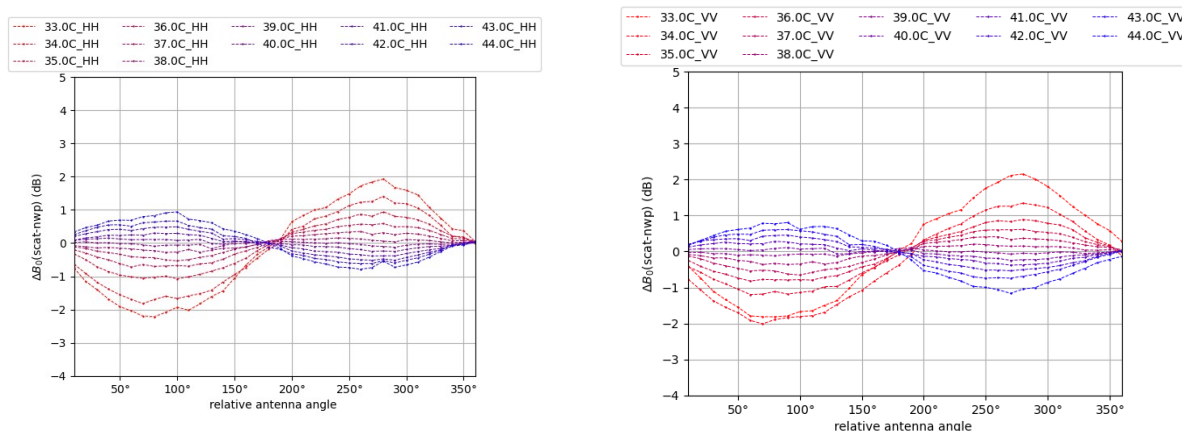 33.0C_HH 36.0C_HH 39.0C_HH 41.0C_HH 43.0C_HH
34.0C_HH 37.0C_HH 40.0C_HH 42.0C_HH 44.0C_HH
35.0C_HH 38.0C_HH
5
4
3
2
1
0
−1
−2
−3
−4
ΔB₀(scat-nwp) (dB)
50° 100° 150° 200° 250° 300° 350°
relative antenna angle
33.0C_VV 36.0C_VV 39.0C_VV 41.0C_VV 43.0C_VV
34.0C_VV 37.0C_VV 40.0C_VV 42.0C_VV 44.0C_VV
35.0C_VV 38.0C_VV
5
4
3
2
1
0
−1
−2
−3
−4
ΔB₀(scat-nwp) (dB)
50° 100° 150° 200° 250° 300° 350°
relative antenna angle